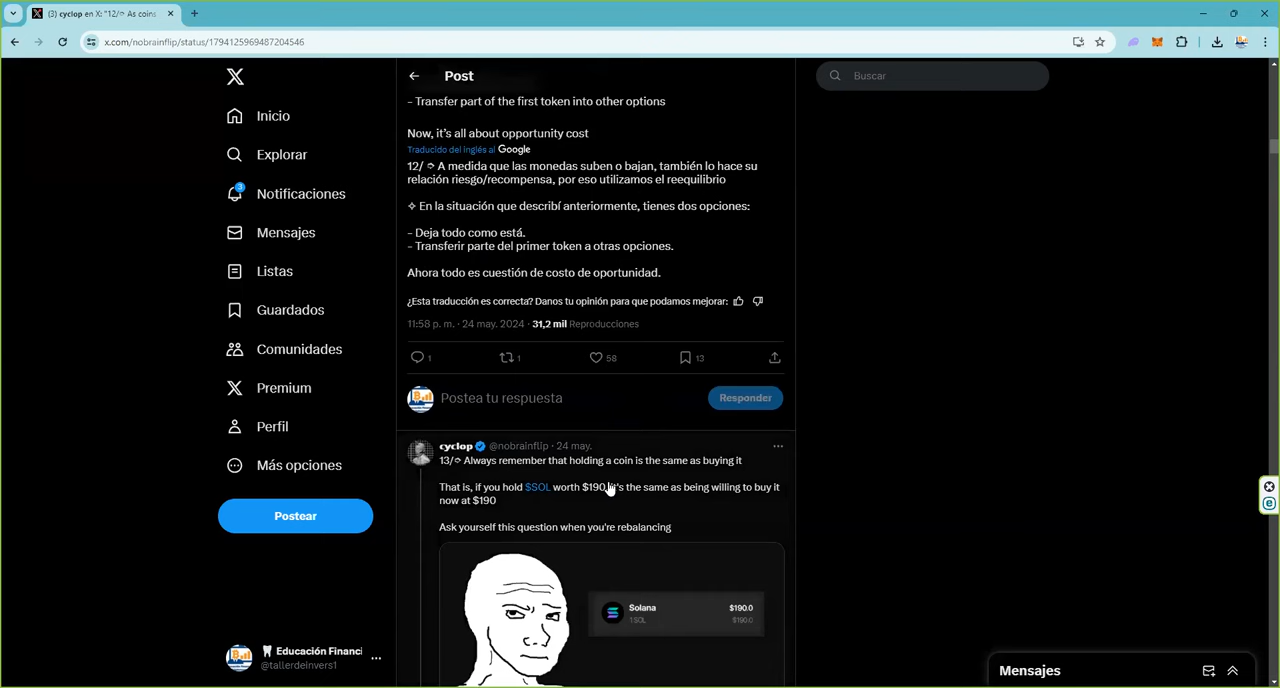 (3) cyclop en X: "12/⌔ As coins
x.com/nobrainflip/status/1794125969487204546
Inicio
Explorar
3
Notificaciones
Mensajes
Listas
Guardados
Comunidades
Premium
Perfil
Más opciones
Postear
🦷 Educación Financi
@tallerdeinvers1
Post
- Transfer part of the first token into other options
Now, it's all about opportunity cost
Traducido del inglés al Google
12/ ⌔ A medida que las monedas suben o bajan, también lo hace su
relación riesgo/recompensa, por eso utilizamos el reequilibrio
✧ En la situación que describí anteriormente, tienes dos opciones:
- Deja todo como está.
- Transferir parte del primer token a otras opciones.
Ahora todo es cuestión de costo de oportunidad.
¿Esta traducción es correcta? Danos tu opinión para que podamos mejorar:
11:58 p. m. · 24 may. 2024 · 31,2 mil Reproducciones
1 1 58 13
Postea tu respuesta
Responder
cyclop @nobrainflip · 24 may.
13/⌔ Always remember that holding a coin is the same as buying it
That is, if you hold $SOL worth $190, it's the same as being willing to buy it
now at $190
Ask yourself this question when you're rebalancing
Solana $190.0
1 SOL $190.0
Buscar
Mensajes